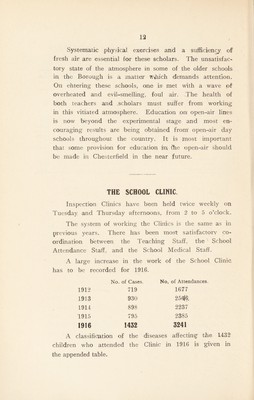 12
Systematic physical exercises and a sufficiency of
fresh air are essential for these scholars. The unsatisfac-
tory state of the atmosphere in some of the older schools
in the Borough is a matter which demands attention.
On entering these schools, one is met with a wave of
overheated and evil-smelling, foul air. The health of
both teachers and scholars must suffer from working
in this vitiated atmosphere. Education on open-air lines
is now beyond the experimental stage and most en-
couraging results are being obtained from open-air day
schools throughout the country. It is most important
that some provision for education in the open-air should
be made in Chesterfield in the near future.
THE SCHOOL CLINIC.
Inspection Clinics have been held twice weekly on
Tuesday and Thursday afternoons, from 2 to 5 o'clock.
The system of working the Clinics is the same as in
previous years. There has been most satisfactory co-
ordination between the Teaching Staff, the School
Attendance Staff, and the School Medical Staff.
A large increase in the work of the School Clinic
has to be recorded for 1916.
No. of Cases. No. of Attendances.
1912 719 1677
1913 930
1914 898 2237
1915 795 2385
1916 1432 3241
A classification of the diseases affecting the 1432
children who attended the Clinic in 1916 is given in
the appended table.